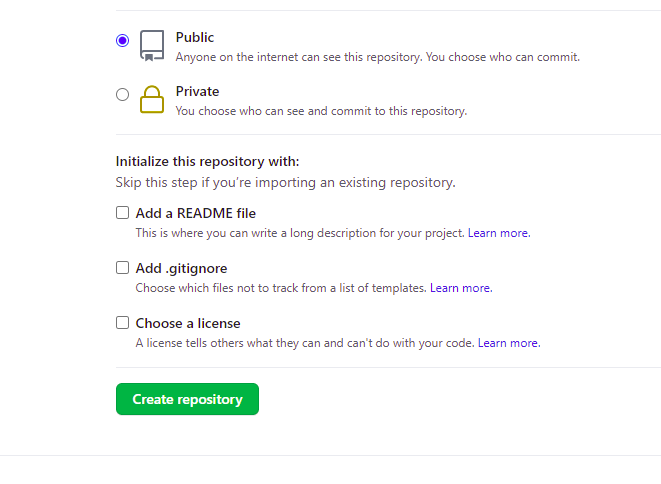 Public
Anyone on the internet can see this repository. You choose who can commit.
Private
You choose who can see and commit to this repository.
Initialize this repository with:
Skip this step if you’re importing an existing repository.
Add a README file
This is where you can write a long description for your project. Learn more.
Add .gitignore
Choose which files not to track from a list of templates. Learn more.
Choose a license
A license tells others what they can and can't do with your code. Learn more.
Create repository